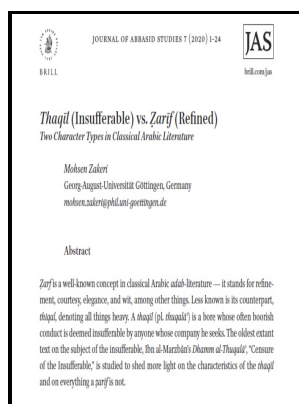 JOURNAL OF ABBASID STUDIES 7 (2020) 1–24
JAS
BRILL
brill.com/jas
Thaqīl (Insufferable) vs. Ẓarīf (Refined)
Two Character Types in Classical Arabic Literature
Mohsen Zakeri
Georg-August-Universität Göttingen, Germany
mohsen.zakeri@phil.uni-goettingen.de
Abstract
Ẓarf is a well-known concept in classical Arabic adab-literature — it stands for refine-
ment, courtesy, elegance, and wit, among other things. Less known is its counterpart,
thiqal, denoting all things heavy. A thaqīl (pl. thuqalāʾ) is a bore whose often boorish
conduct is deemed insufferable by anyone whose company he seeks. The oldest extant
text on the subject of the insufferable, Ibn al-Marzbān's Dhamm al-Thuqalāʾ, "Censure
of the Insufferable," is studied to shed more light on the characteristics of the thaqīl
and on everything a ẓarīf is not.